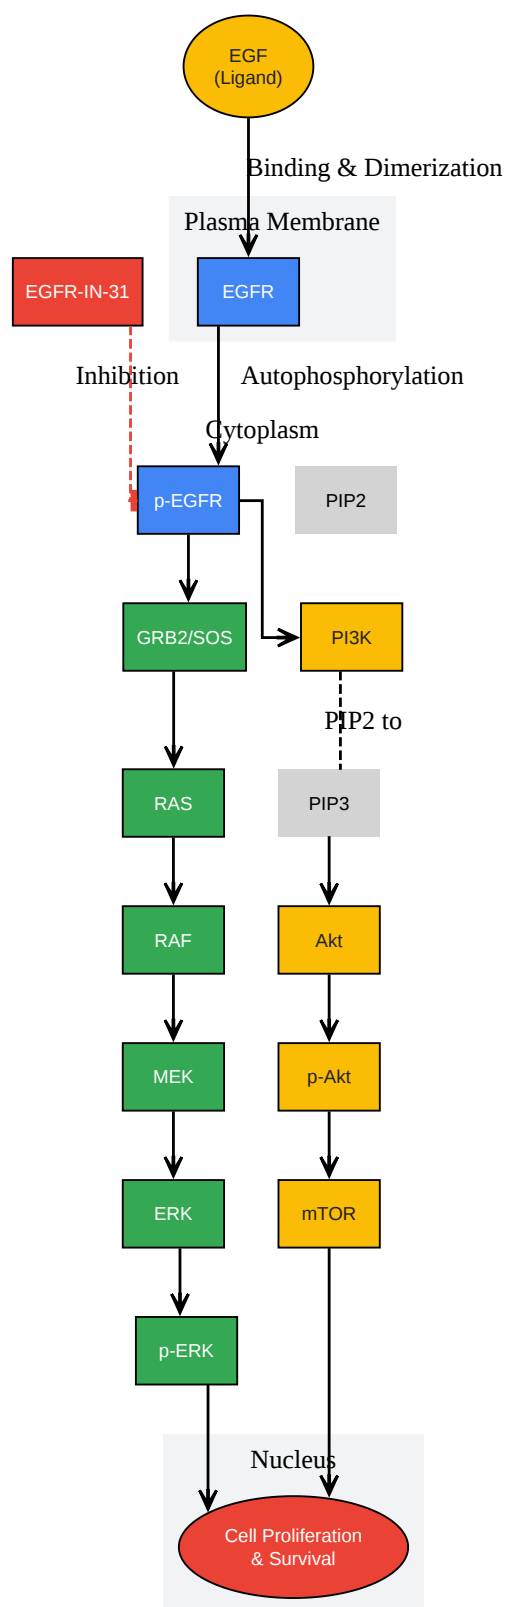 EGF
(Ligand)
Binding & Dimerization
Plasma Membrane
EGFR-IN-31
EGFR
Inhibition
Autophosphorylation
Cytoplasm
p-EGFR
PIP2
GRB2/SOS
PI3K
PIP2 to
RAS
PIP3
RAF
Akt
MEK
p-Akt
ERK
mTOR
p-ERK
Nucleus
Cell Proliferation
& Survival